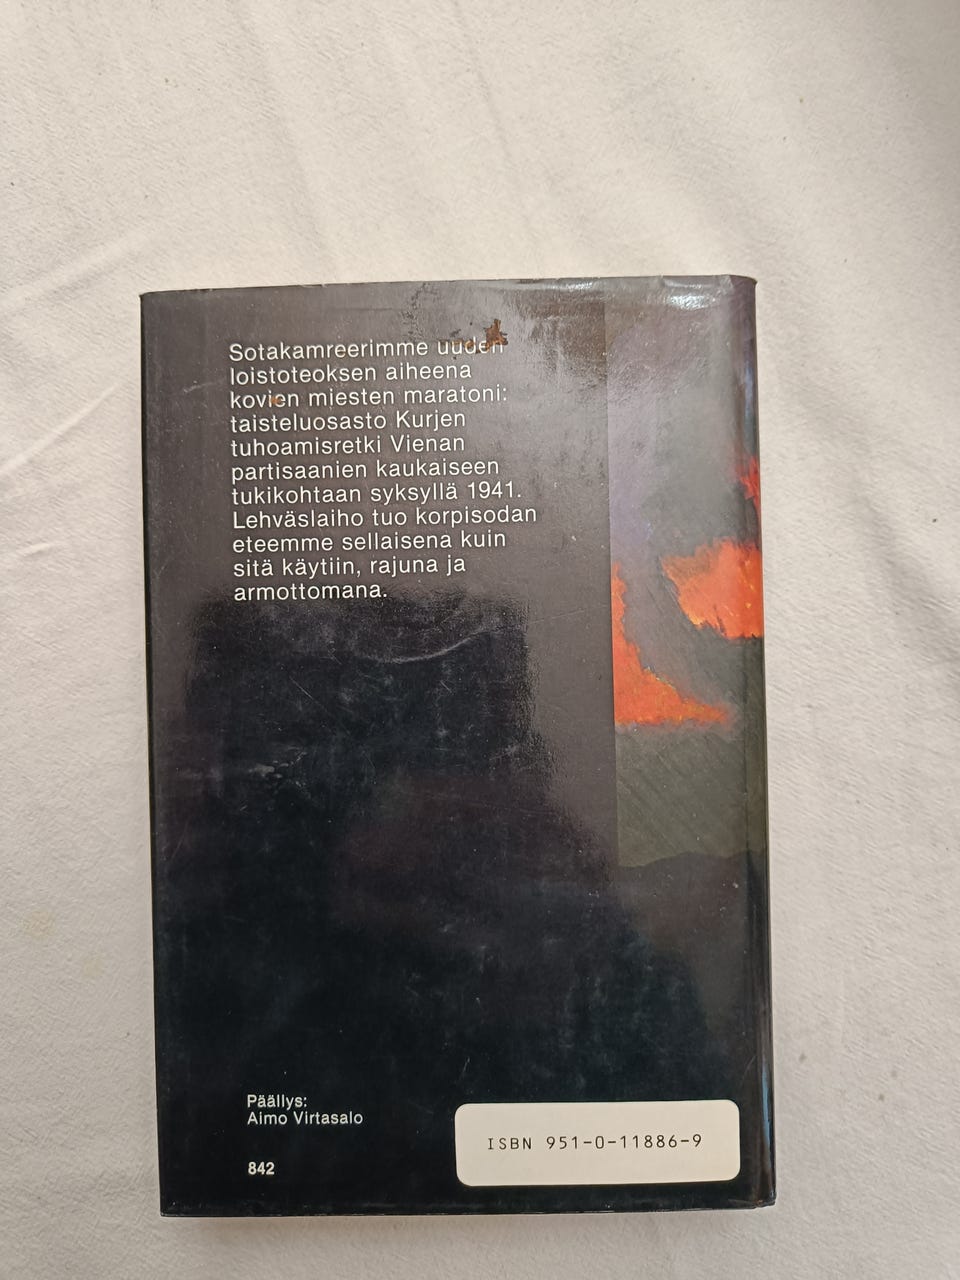 Sotakamreerimme uuden
loistoteoksen aiheena
kovien miesten maratoni:
taisteluosasto Kurjen
tuhoamisretki Vienan
partisaanien kaukaiseen
tukikohtaan syksyllä 1941.
Lehväslaiho tuo korpisodan
eteemme sellaisena kuin
sitä käytiin, rajuna ja
armottomana.
Päällys:
Aimo Virtasalo
842
ISBN 951-0-11886-9